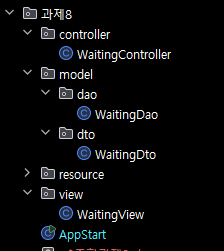 과제8
controller
WaitingController
model
dao
WaitingDao
dto
WaitingDto
resource
view
WaitingView
AppStart